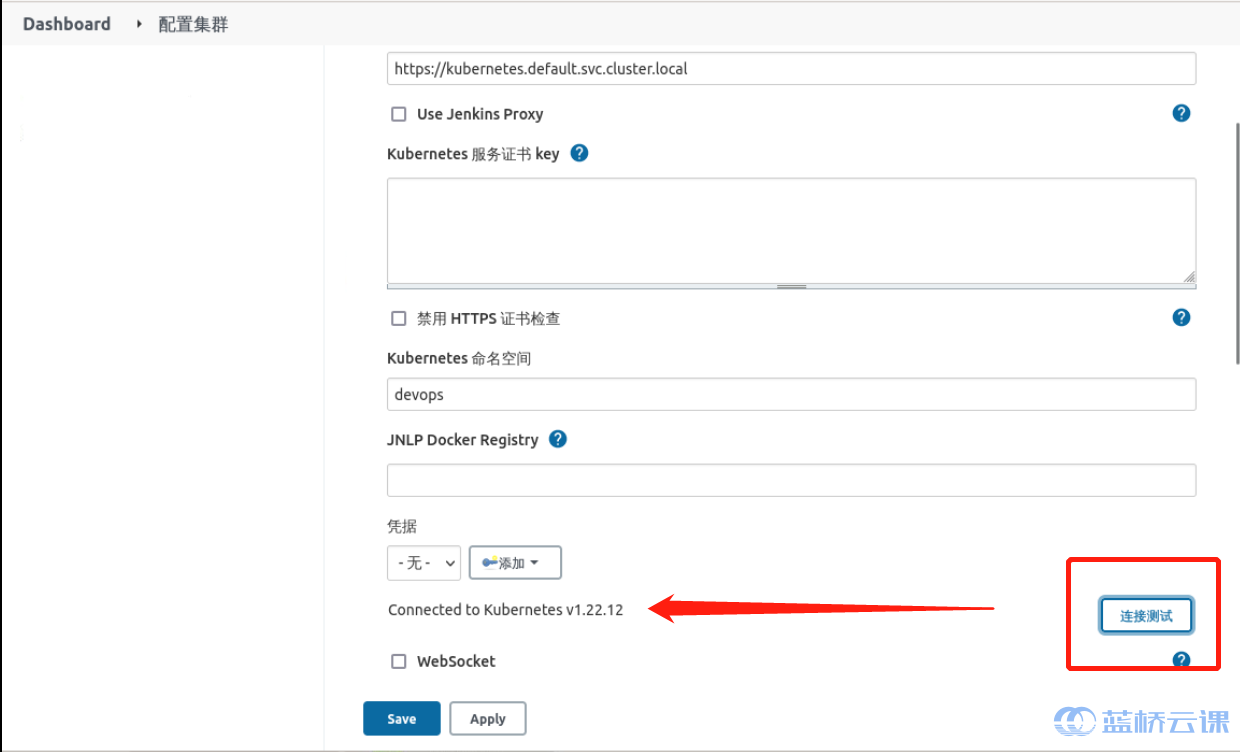 Dashboard 配置集群
https://kubernetes.default.svc.cluster.local
Use Jenkins Proxy
Kubernetes 服务证书 key
禁用 HTTPS 证书检查
Kubernetes 命名空间
devops
JNLP Docker Registry
凭据
- 无 - 添加
Connected to Kubernetes v1.22.12
连接测试
WebSocket
Save Apply
蓝桥云课